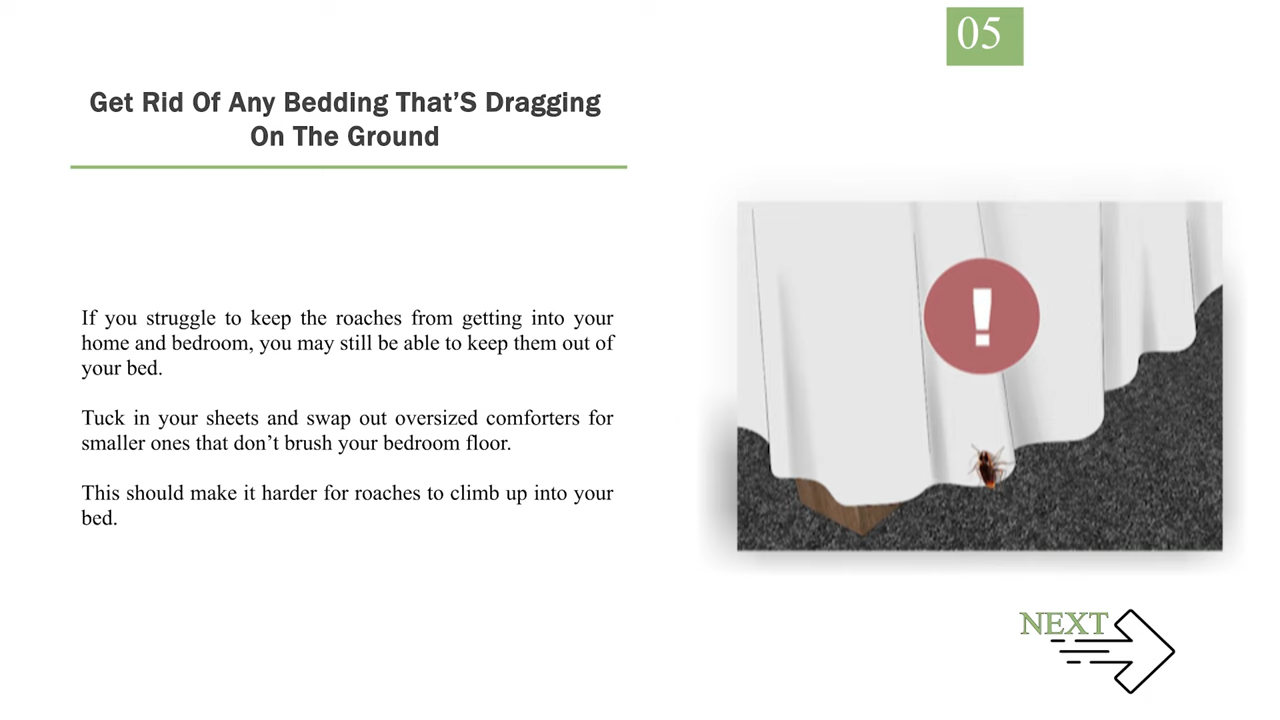 05
Get Rid Of Any Bedding That’S Dragging
On The Ground
If you struggle to keep the roaches from getting into your
home and bedroom, you may still be able to keep them out of
your bed.
Tuck in your sheets and swap out oversized comforters for
smaller ones that don’t brush your bedroom floor.
This should make it harder for roaches to climb up into your
bed.
!
NEXT